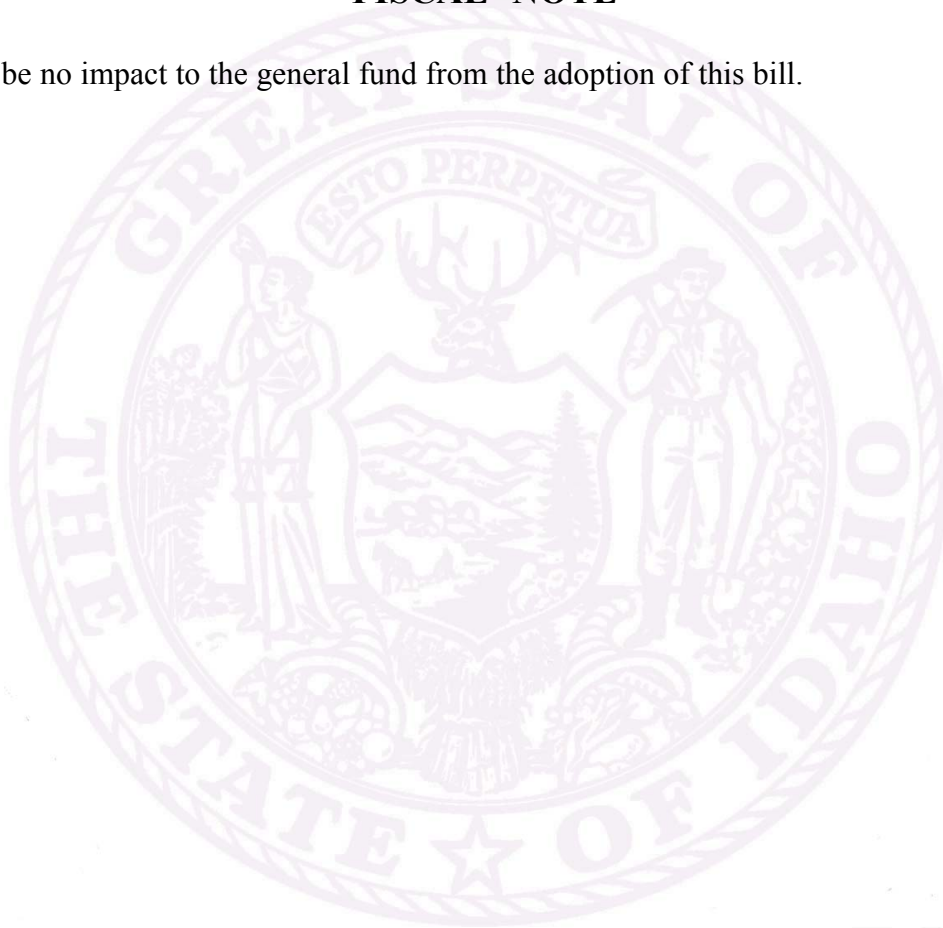 FISCAL NOTE
be no impact to the general fund from the adoption of this bill.
GREAT SEAL OF
THE STATE OF IDAHO
ESTO PERPETUA